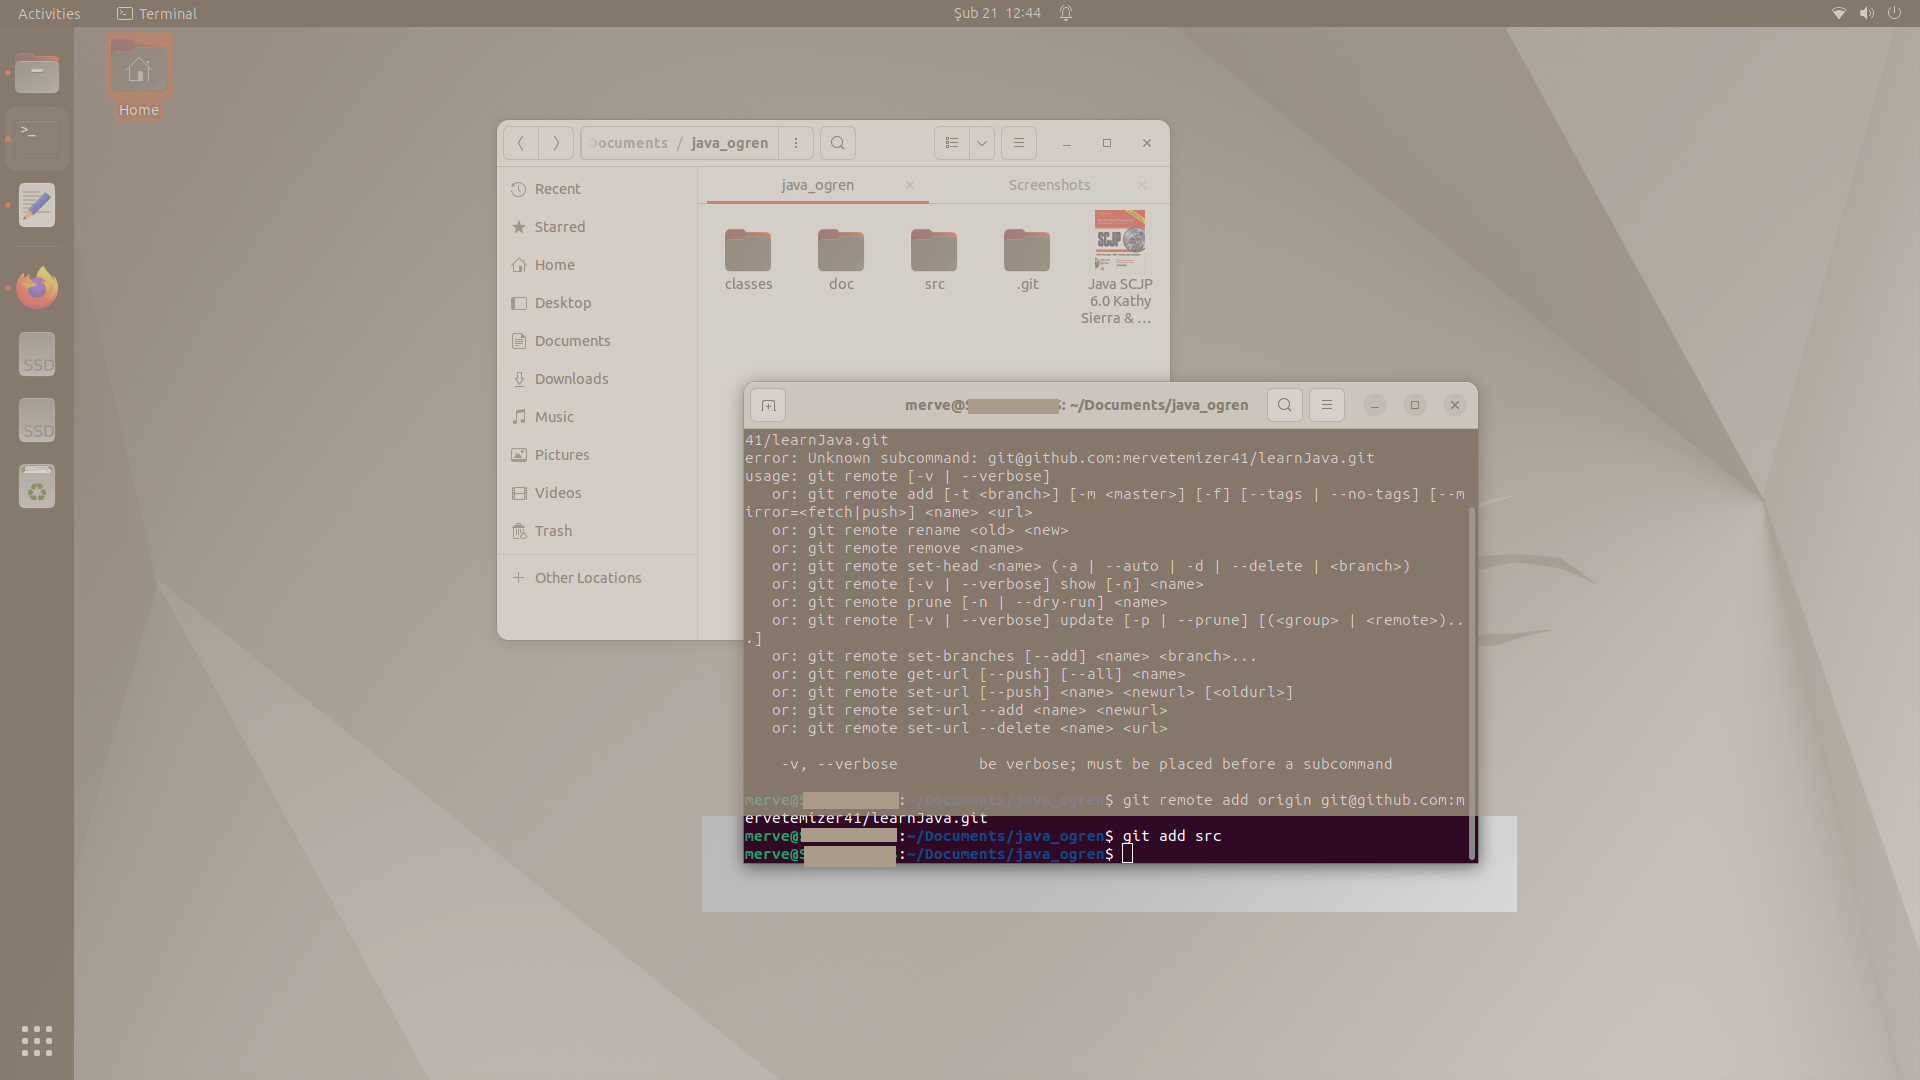 Activities
Terminal
Şub 21 12:44
Home
Documents / java_ogren
java_ogren
Screenshots
Recent
Starred
Home
Desktop
Documents
Downloads
Music
Pictures
Videos
Trash
Other Locations
classes
doc
src
.git
SCJP
Java SCJP
6.0 Kathy
Sierra & ...
SSD
SSD
merve@ : ~/Documents/java_ogren
41/learnJava.git
error: Unknown subcommand: git@github.com:mervetemizer41/learnJava.git
usage: git remote [-v | --verbose]
or: git remote add [-t <branch>] [-m <master>] [-f] [--tags | --no-tags] [--m
irror=<fetch|push>] <name> <url>
or: git remote rename <old> <new>
or: git remote remove <name>
or: git remote set-head <name> (-a | --auto | -d | --delete | <branch>)
or: git remote [-v | --verbose] show [-n] <name>
or: git remote prune [-n | --dry-run] <name>
or: git remote [-v | --verbose] update [-p | --prune] [(<group> | <remote>)..
.]
or: git remote set-branches [--add] <name> <branch>...
or: git remote get-url [--push] [--all] <name>
or: git remote set-url [--push] <name> <newurl> [<oldurl>]
or: git remote set-url --add <name> <newurl>
or: git remote set-url --delete <name> <url>
-v, --verbose be verbose; must be placed before a subcommand
merve@ :~/Documents/java_ogren$ git remote add origin git@github.com:m
ervetemizer41/learnJava.git
merve@ :~/Documents/java_ogren$ git add src
merve@ :~/Documents/java_ogren$